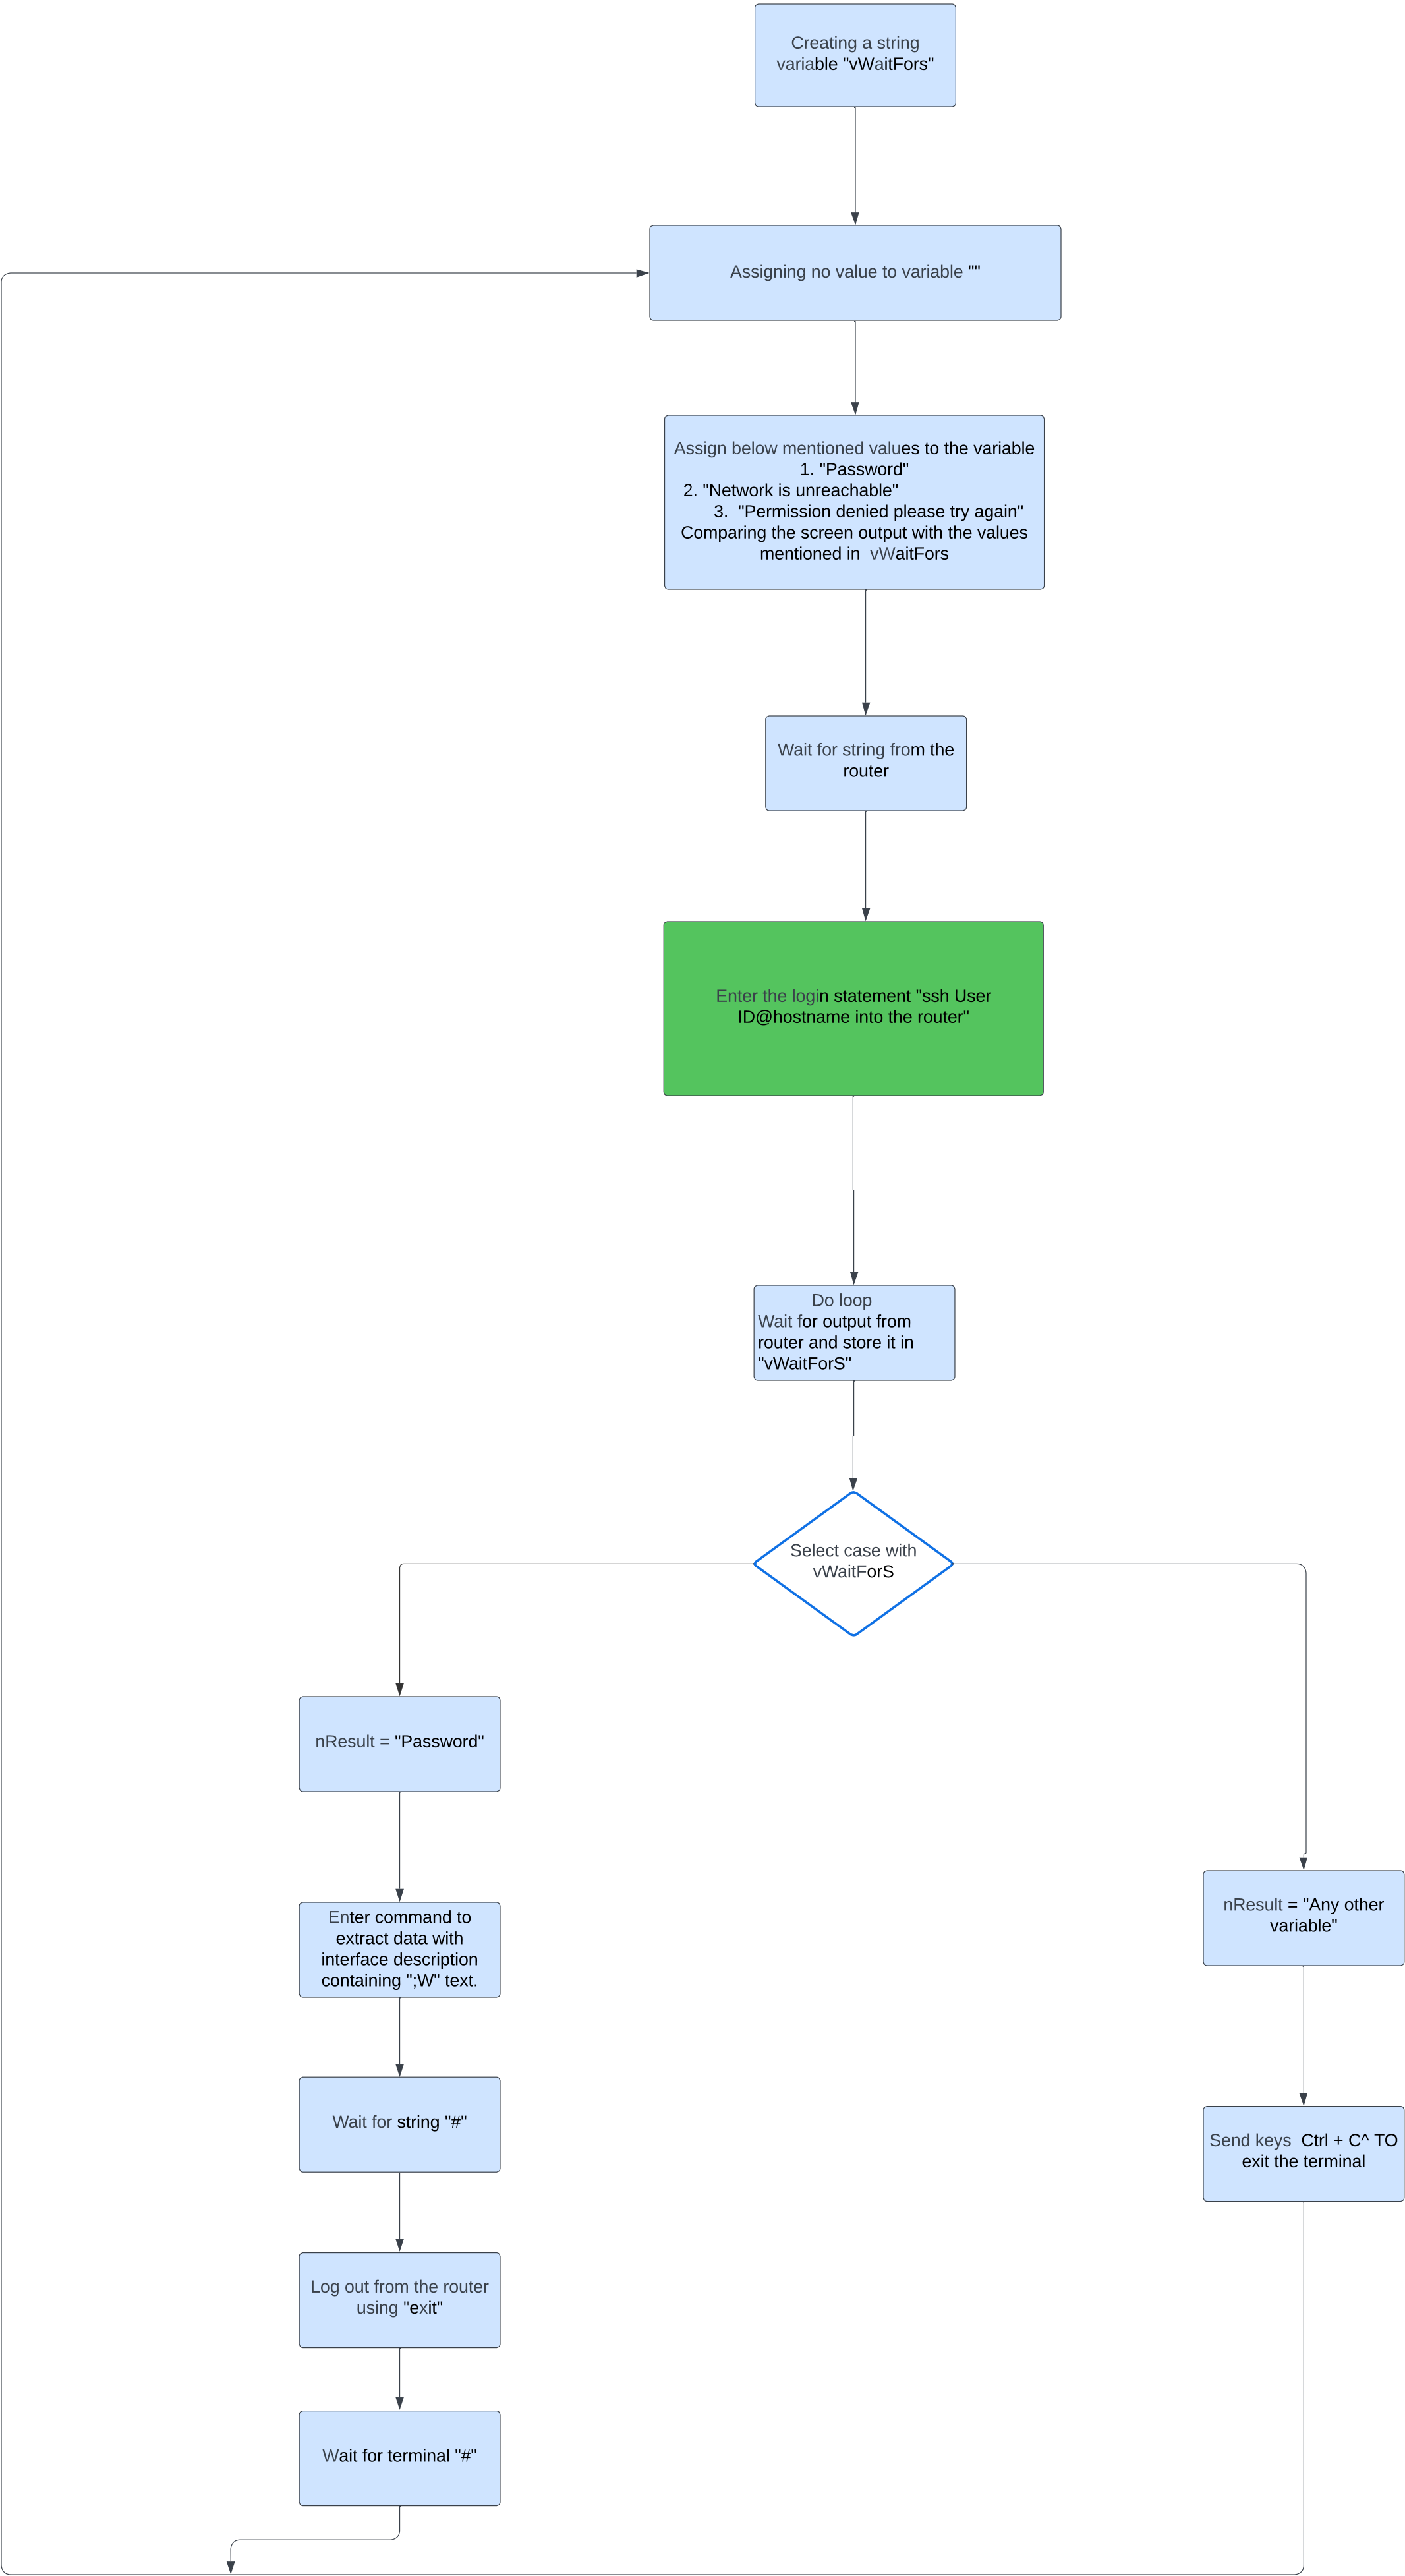 Creating a string
variable "vWaitFors"
Assigning no value to variable ""
Assign below mentioned values to the variable
1. "Password"
2. "Network is unreachable"
3.  "Permission denied please try again"
Comparing the screen output with the values
mentioned in  vWaitFors
Wait for string from the
router
Enter the login statement "ssh User
ID@hostname into the router"
Do loop
Wait for output from
router and store it in
"vWaitForS"
Select case with
vWaitForS
nResult = "Password"
Enter command to
extract data with
interface description
containing ";W" text.
Wait for string "#"
Log out from the router
using "exit"
Wait for terminal "#"
nResult = "Any other
variable"
Send keys  Ctrl + C^ TO
exit the terminal